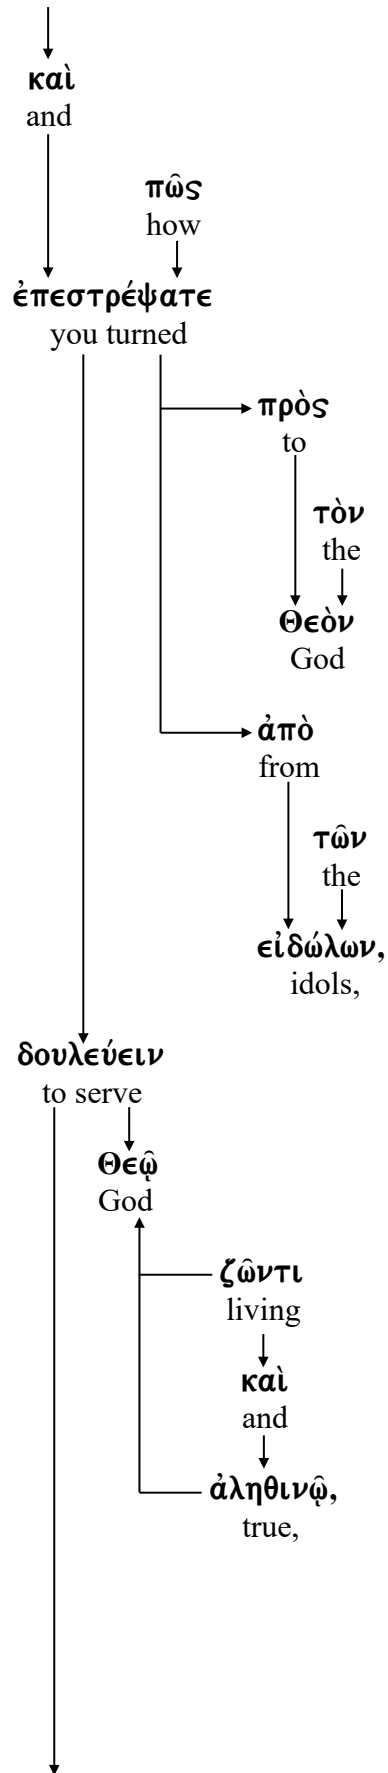 καὶ
and
πῶς
how
ἐπεστρέψατε
you turned
πρὸς
to
τὸν
the
Θεὸν
God
ἀπὸ
from
τῶν
the
εἰδώλων,
idols,
δουλεύειν
to serve
Θεῷ
God
ζῶντι
living
καὶ
and
ἀληθινῷ,
true,